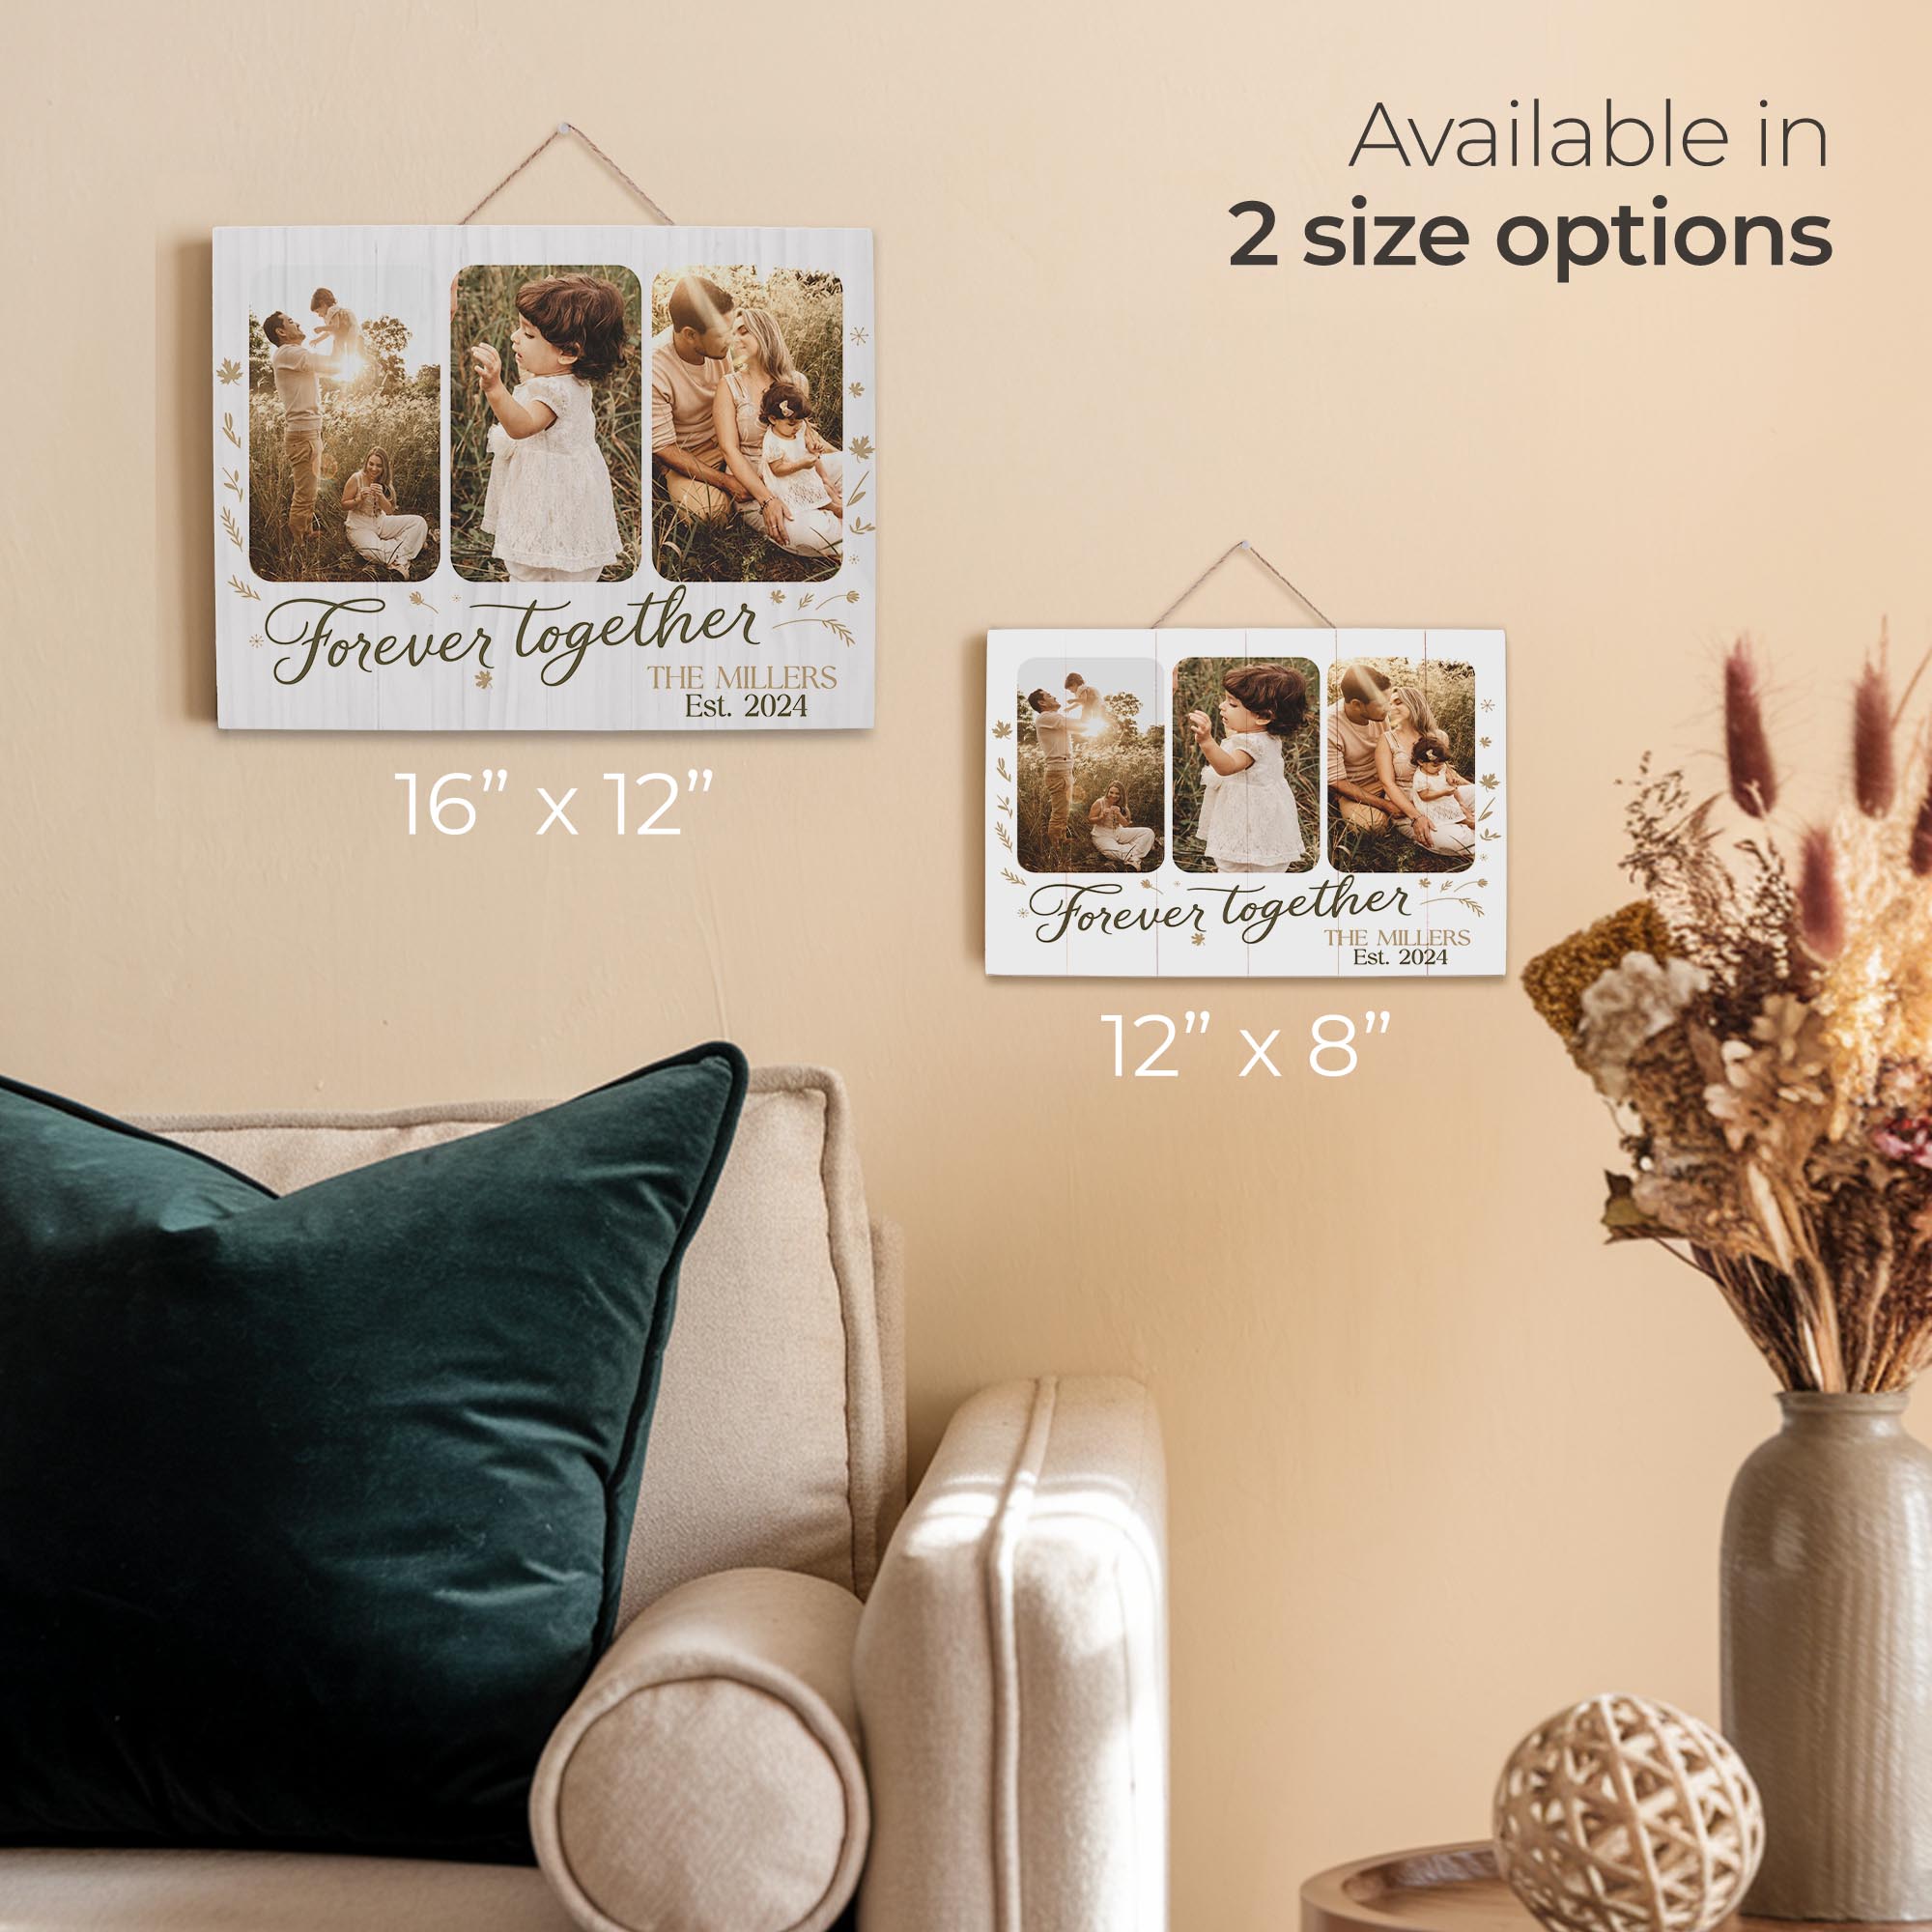 Available in
2 size options
Forever together
THE MILLERS
Est. 2024
16” x 12”
Forever together
THE MILLERS
Est. 2024
12” x 8”